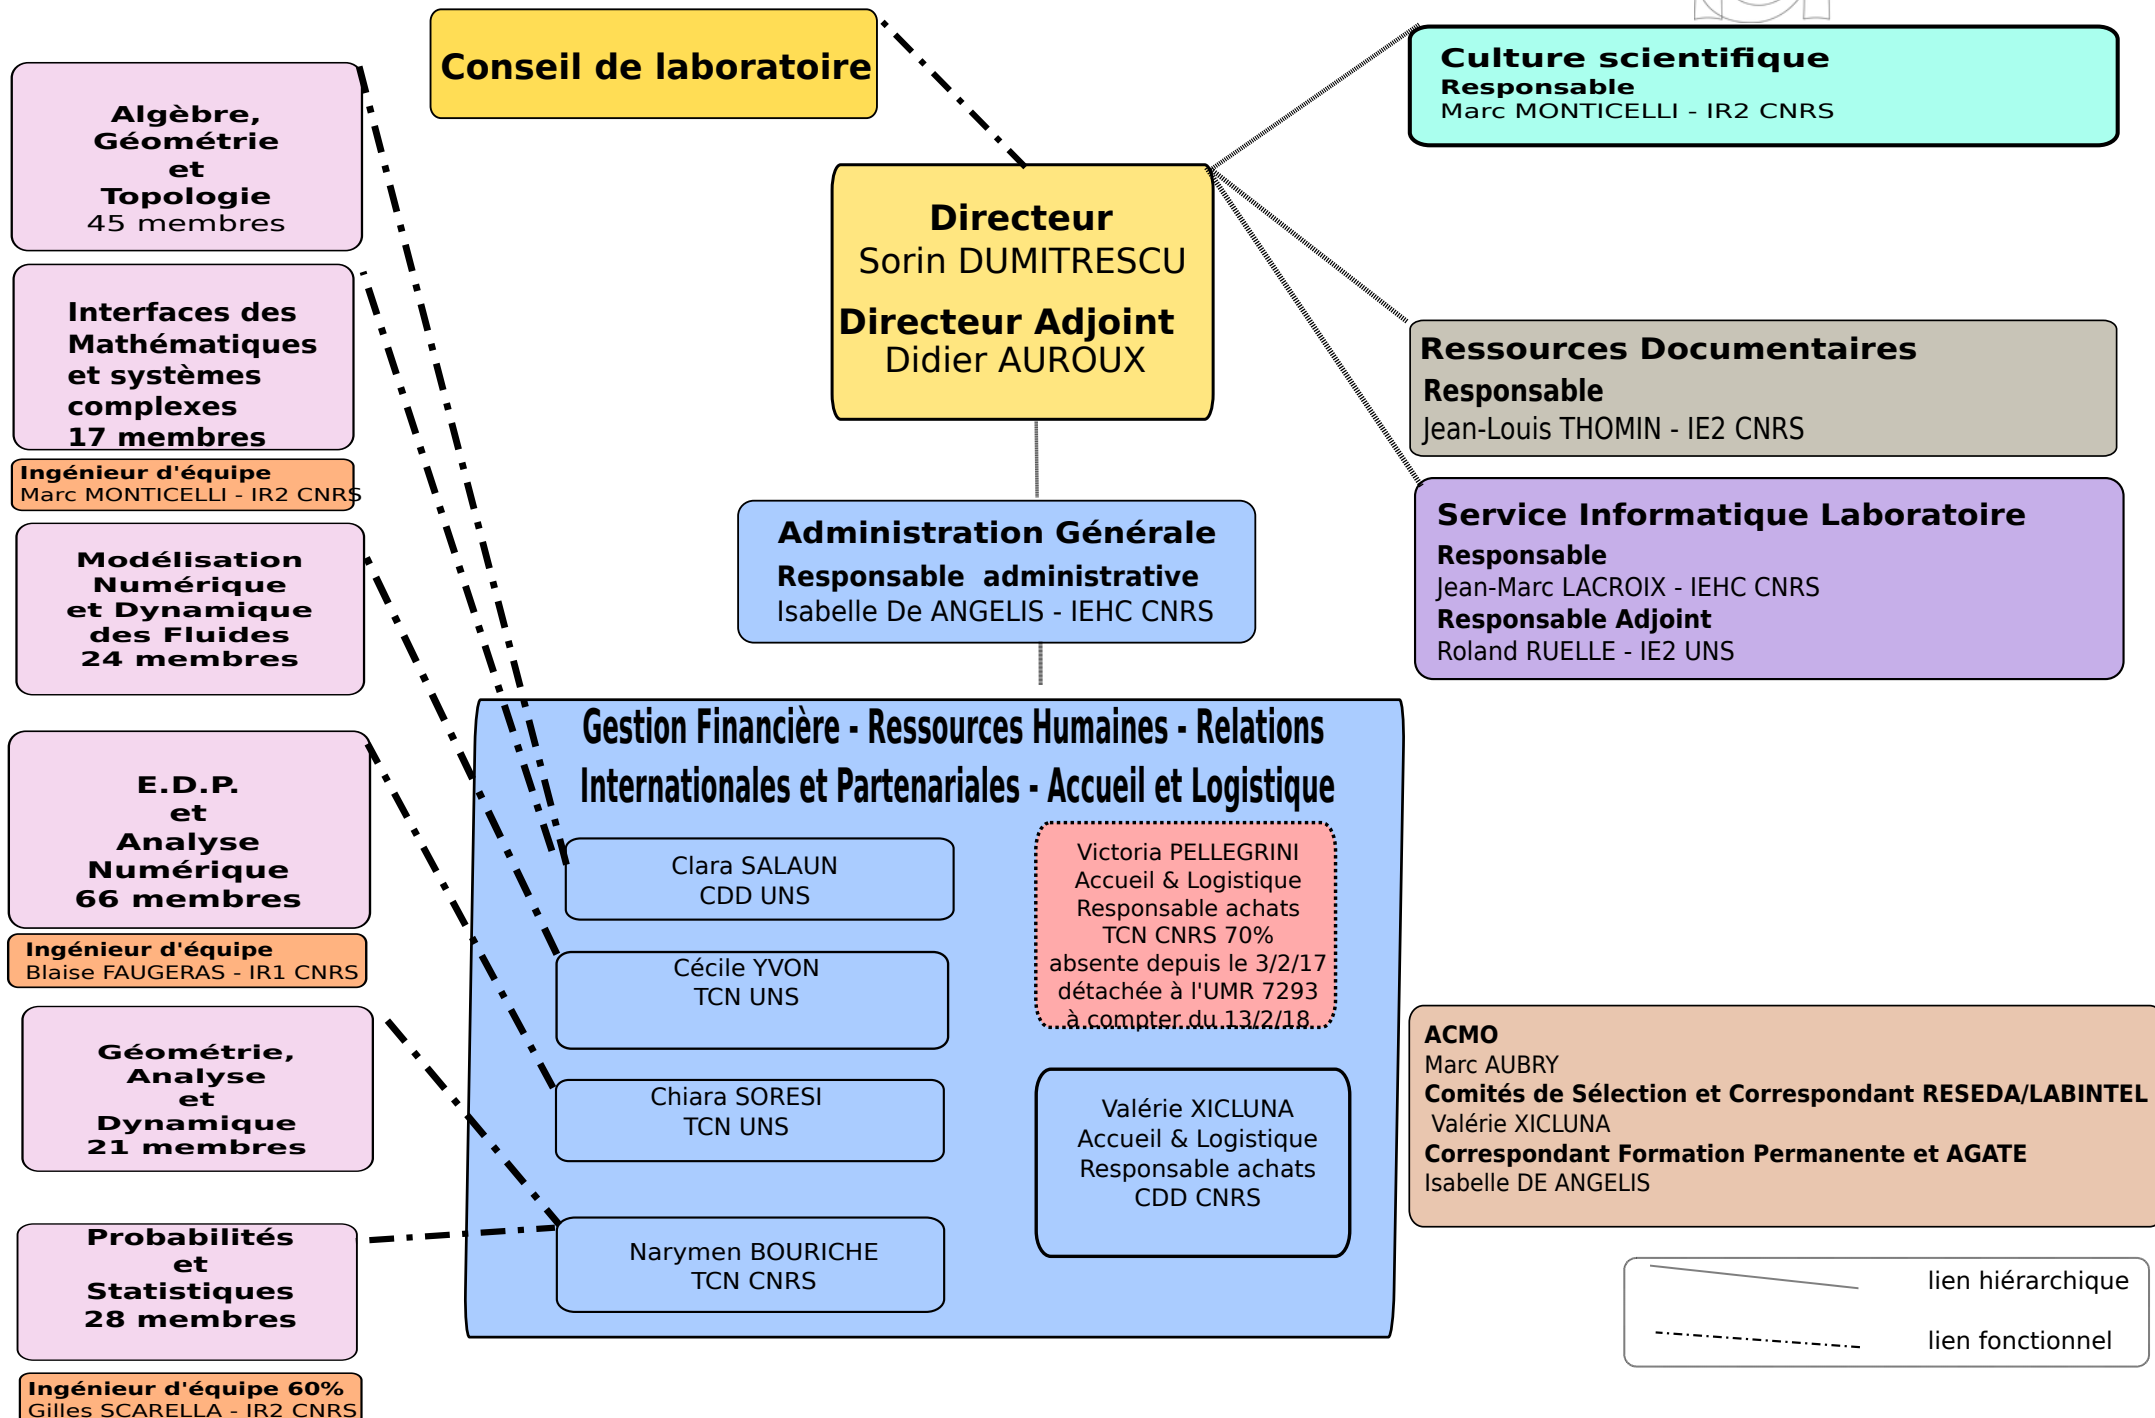 Conseil de laboratoire
Culture scientifique
Responsable
Marc MONTICELLI - IR2 CNRS
Algèbre,
Géométrie
et
Topologie
45 membres
Directeur
Sorin DUMITRESCU
Directeur Adjoint
Didier AUROUX
Interfaces des
Mathématiques
et systèmes
complexes
17 membres
Ingénieur d'équipe
Marc MONTICELLI - IR2 CNRS
Ressources Documentaires
Responsable
Jean-Louis THOMIN - IE2 CNRS
Administration Générale
Responsable  administrative
Isabelle De ANGELIS - IEHC CNRS
Service Informatique Laboratoire
Responsable
Jean-Marc LACROIX - IEHC CNRS
Responsable Adjoint
Roland RUELLE - IE2 UNS
Modélisation
Numérique
et Dynamique
des Fluides
24 membres
E.D.P.
et
Analyse
Numérique
66 membres
Ingénieur d'équipe
Blaise FAUGERAS - IR1 CNRS
Géométrie,
Analyse
et
Dynamique
21 membres
Probabilités
et
Statistiques
28 membres
Ingénieur d'équipe 60%
Gilles SCARELLA - IR2 CNRS
Gestion Financière - Ressources Humaines - Relations
Internationales et Partenariales - Accueil et Logistique
Clara SALAUN
CDD UNS
Cécile YVON
TCN UNS
Chiara SORESI
TCN UNS
Narymen BOURICHE
TCN CNRS
Victoria PELLEGRINI
Accueil & Logistique
Responsable achats
TCN CNRS 70%
absente depuis le 3/2/17
détachée à l'UMR 7293
à compter du 13/2/18
Valérie XICLUNA
Accueil & Logistique
Responsable achats
CDD CNRS
ACMO
Marc AUBRY
Comités de Sélection et Correspondant RESEDA/LABINTEL
Valérie XICLUNA
Correspondant Formation Permanente et AGATE
Isabelle DE ANGELIS
lien hiérarchique
lien fonctionnel